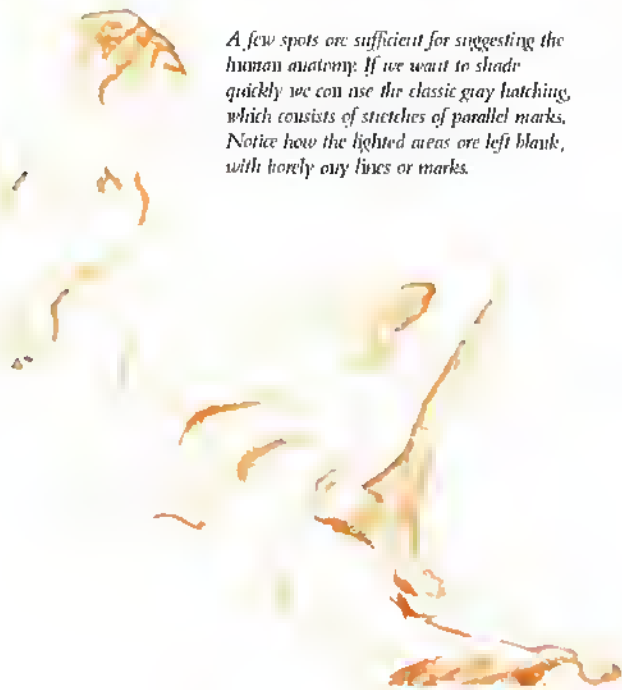 A few spots are sufficient for suggesting the
human anatomy. If we want to shade
quickly we can use the classic gray hatching,
which consists of stretches of parallel marks.
Notice how the lighted areas are left blank,
with barely any lines or marks.